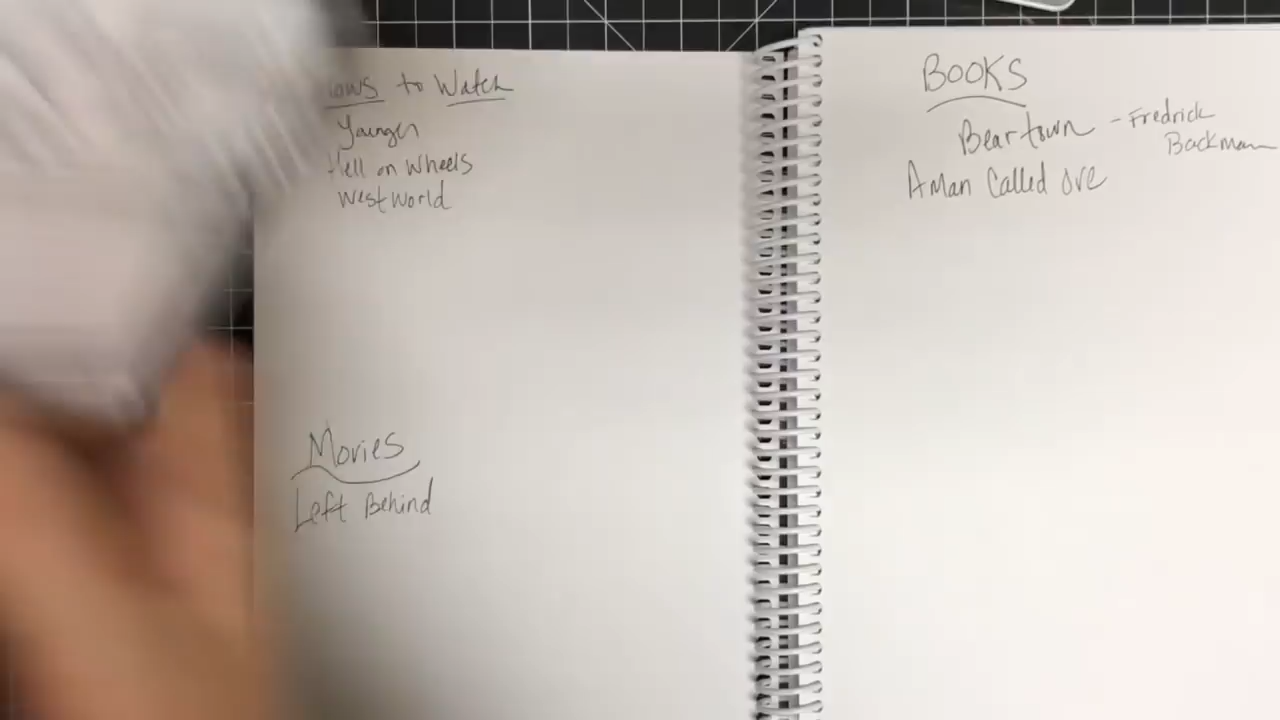 to Watch
Younger
Hell on Wheels
Westworld
Movies
Left Behind
BOOKS
Beartown - Fredrick
Backman
A Man Called Ove